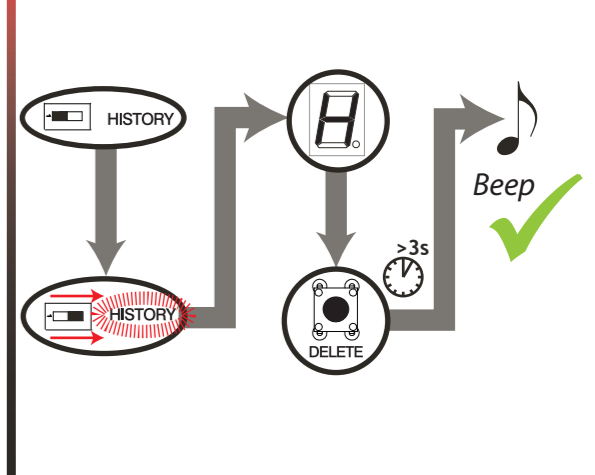 HISTORY
HISTORY
H
DELETE
>3s
Beep